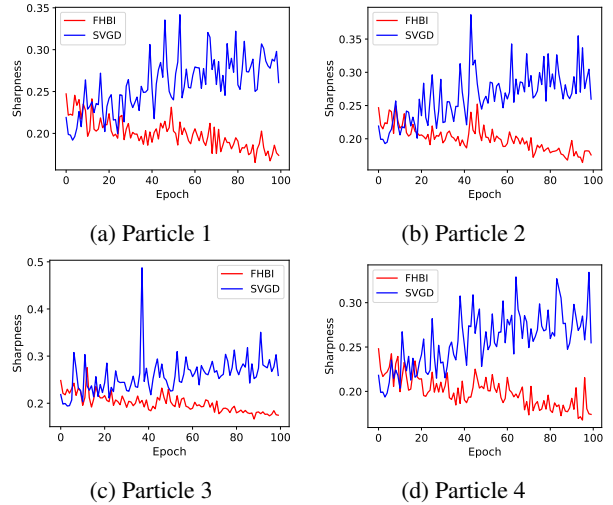 FHBI
SVGD
0.35
0.30
0.25
0.20
Sharpness
0 20 40 60 80 100
Epoch
(a) Particle 1
FHBI
SVGD
0.35
0.30
0.25
0.20
Sharpness
0 20 40 60 80 100
Epoch
(b) Particle 2
FHBI
SVGD
0.5
0.4
0.3
0.2
Sharpness
0 20 40 60 80 100
Epoch
(c) Particle 3
FHBI
SVGD
0.30
0.25
0.20
Sharpness
0 20 40 60 80 100
Epoch
(d) Particle 4